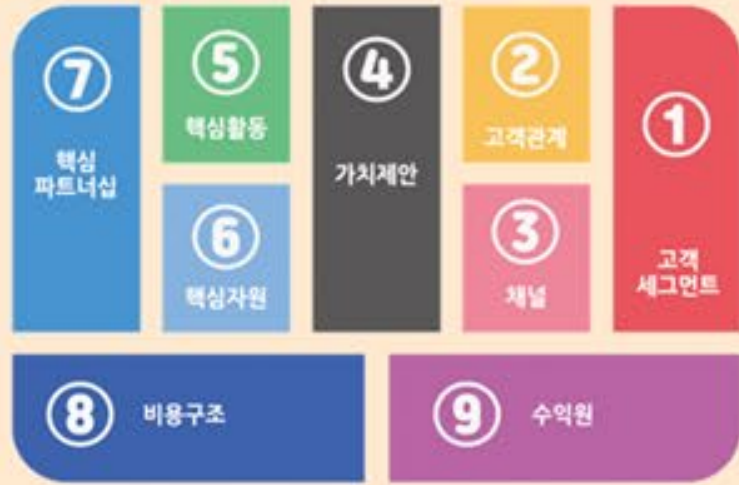 ⑦
핵심
파트너십
⑤
핵심활동
⑥
핵심자원
④
가치제안
②
고객관계
③
채널
①
고객
세그먼트
⑧ 비용구조
⑨ 수익원